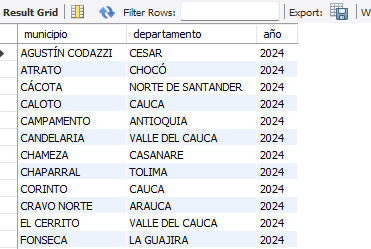 Result Grid Filter Rows: Export: W
municipio departamento año
AGUSTÍN CODAZZI CESAR 2024
ATRATO CHOCÓ 2024
CÁCOTA NORTE DE SANTANDER 2024
CALOTO CAUCA 2024
CAMPAMENTO ANTIOQUIA 2024
CANDELARIA VALLE DEL CAUCA 2024
CHAMEZA CASANARE 2024
CHAPARRAL TOLIMA 2024
CORINTO CAUCA 2024
CRAVO NORTE ARAUCA 2024
EL CERRITO VALLE DEL CAUCA 2024
FONSECA LA GUAJIRA 2024